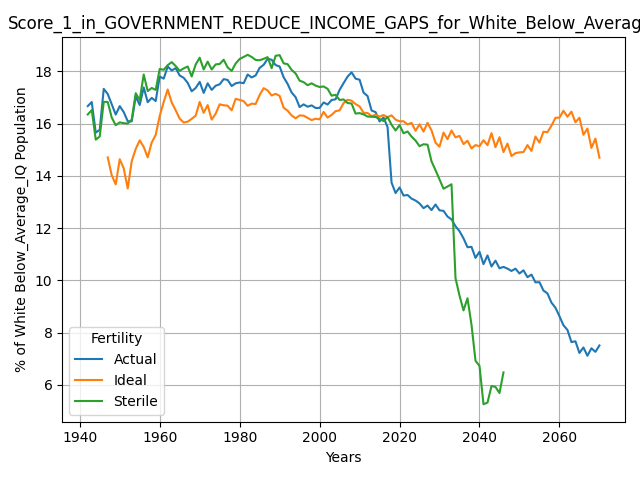 Score_1_in_GOVERNMENT_REDUCE_INCOME_GAPS_for_White_Below_Averag
% of White Below_Average_IQ Population
18
16
14
12
10
8
6
Fertility
Actual
Ideal
Sterile
1940 1960 1980 2000 2020 2040 2060
Years